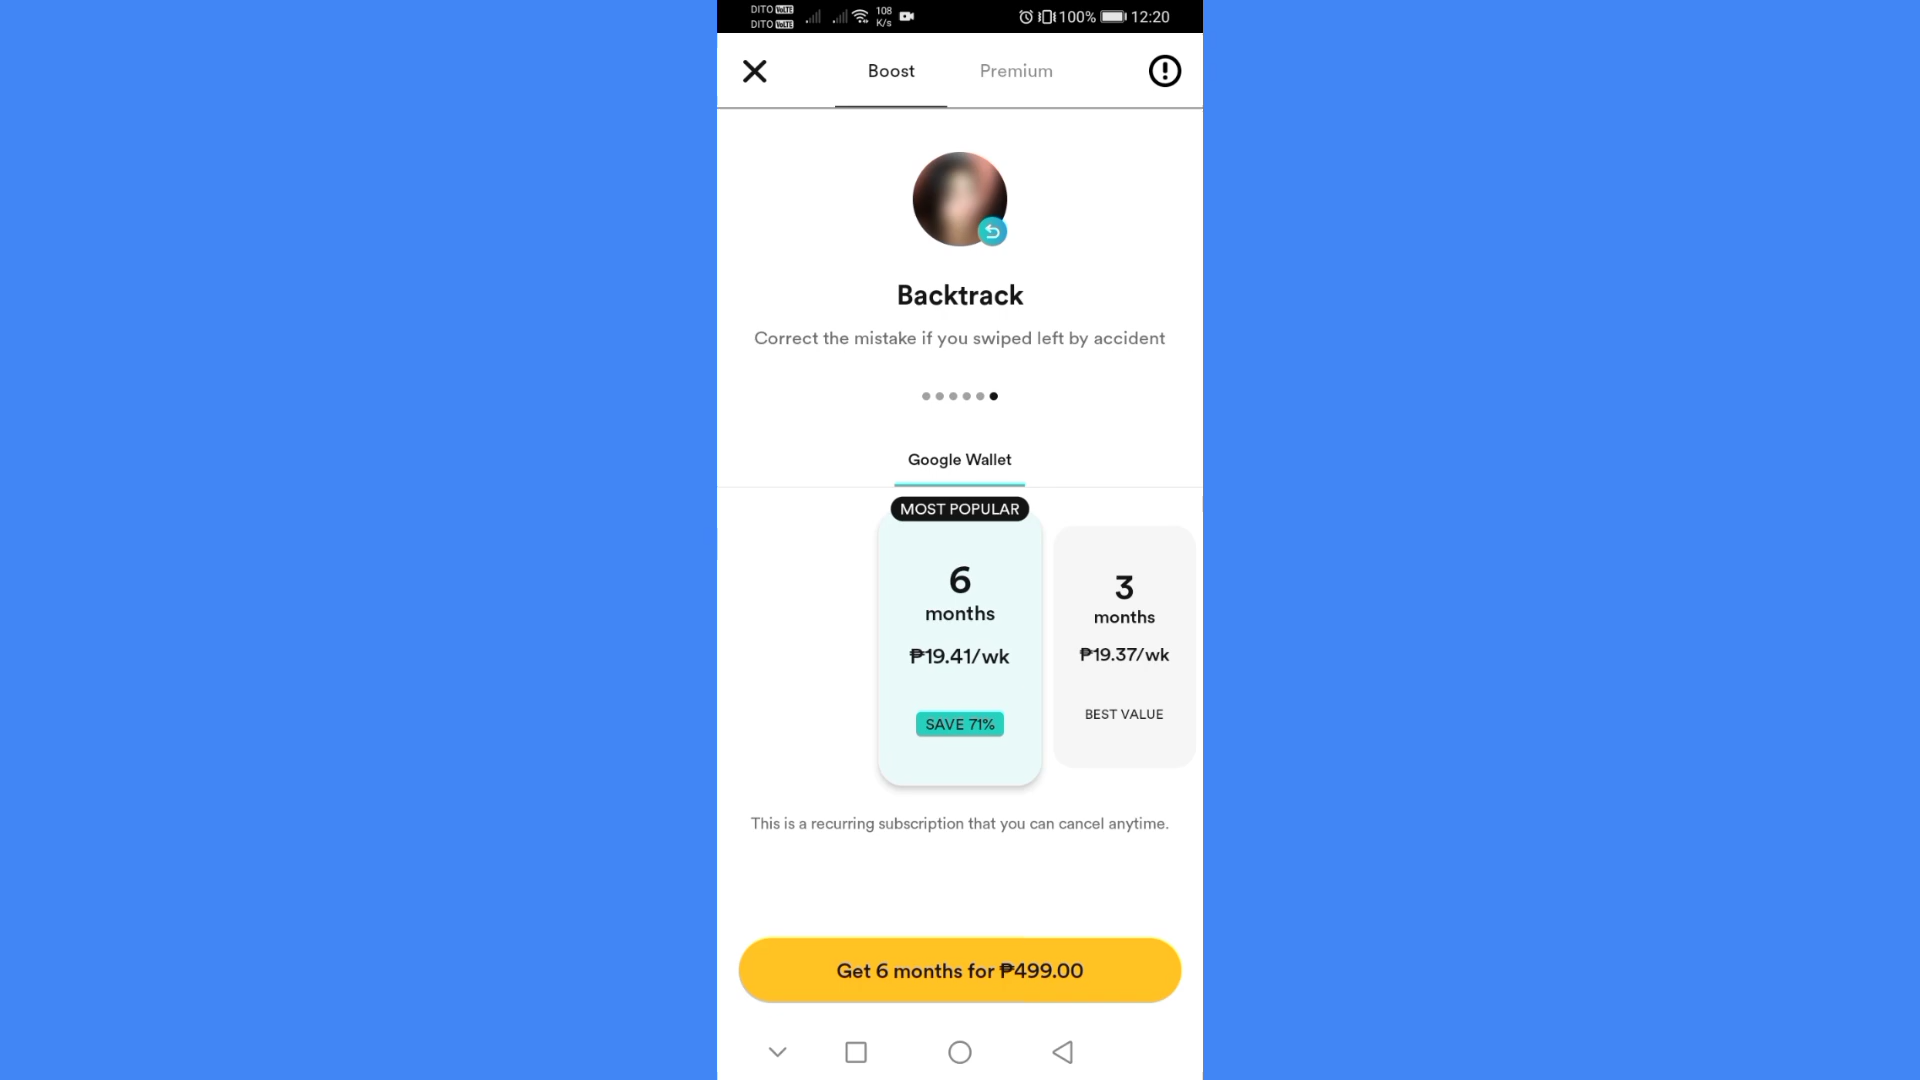 DITO VoLTE
DITO VoLTE
108
K/s
100%
12:20
Boost
Premium
Backtrack
Correct the mistake if you swiped left by accident
Google Wallet
MOST POPULAR
6
months
₱19.41/wk
SAVE 71%
3
months
₱19.37/wk
BEST VALUE
This is a recurring subscription that you can cancel anytime.
Get 6 months for ₱499.00